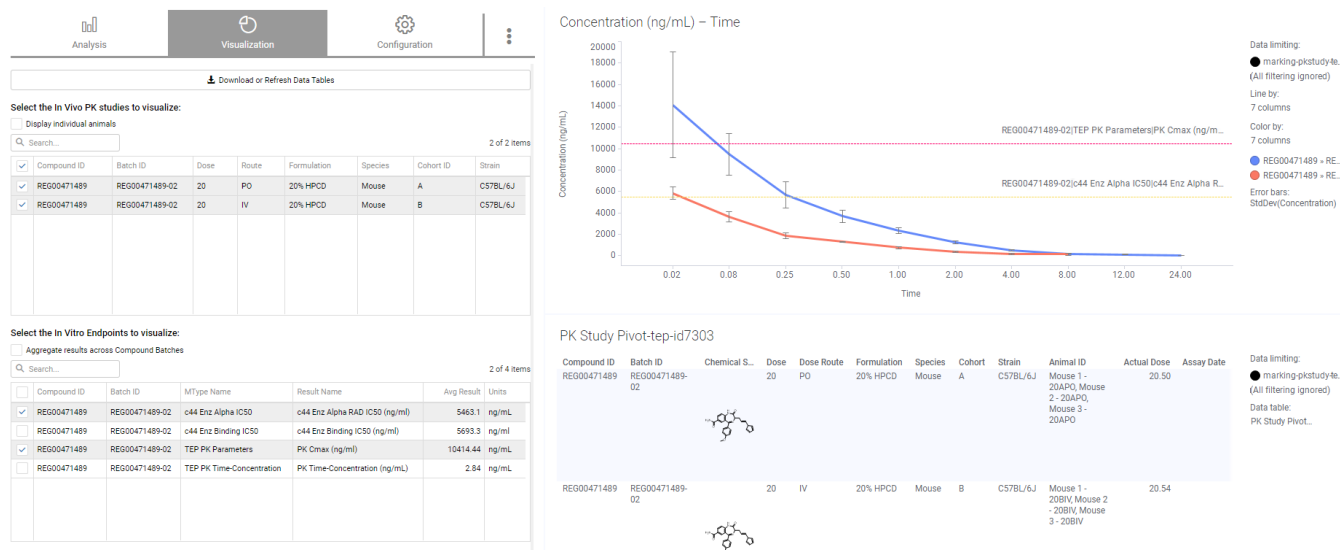 Analysis
Visualization
Configuration
Download or Refresh Data Tables
Select the In Vivo PK studies to visualize:
Display individual animals
Search...
2 of 2 items
Compound ID Batch ID Dose Route Formulation Species Cohort ID Strain
REG00471489 REG00471489-02 20 PO 20% HPCD Mouse A C57BL/6J
REG00471489 REG00471489-02 20 IV 20% HPCD Mouse B C57BL/6J
Select the In Vitro Endpoints to visualize:
Aggregate results across Compound Batches
Search...
2 of 4 items
Compound ID Batch ID MType Name Result Name Avg Result Units
REG00471489 REG00471489-02 c44 Enz Alpha IC50 c44 Enz Alpha RAD IC50 (ng/ml) 5463.1 ng/mL
REG00471489 REG00471489-02 c44 Enz Binding IC50 c44 Enz Binding IC50 (ng/ml) 5693.3 ng/ml
REG00471489 REG00471489-02 TEP PK Parameters PK Cmax (ng/ml) 10414.44 ng/mL
REG00471489 REG00471489-02 TEP PK Time-Concentration PK Time-Concentration (ng/mL) 2.84 ng/mL
Concentration (ng/mL) – Time
Concentration (ng/mL)
20000
18000
16000
14000
12000
10000
8000
6000
4000
2000
0
REG00471489-02|TEP PK Parameters|PK Cmax (ng/m...
REG00471489-02|c44 Enz Alpha IC50|c44 Enz Alpha R...
0.02 0.08 0.25 0.50 1.00 2.00 4.00 8.00 12.00 24.00
Time
Data limiting:
marking-pkstudy-te..
(All filtering ignored)
Line by:
7 columns
Color by:
7 columns
REG00471489 » RE..
REG00471489 » RE..
Error bars:
StdDev(Concentration)
PK Study Pivot-tep-id7303
Compound ID Batch ID Chemical S... Dose Dose Route Formulation Species Cohort Strain Animal ID Actual Dose Assay Date
REG00471489 REG00471489- 20 PO 20% HPCD Mouse A C57BL/6J Mouse 1 - 20.50
02 20APO, Mouse
2 - 20APO,
Mouse 3 -
20APO
REG00471489 REG00471489- 20 IV 20% HPCD Mouse B C57BL/6J Mouse 1 - 20.54
02 20BIV, Mouse 2
- 20BIV, Mouse
3 - 20BIV
Data limiting:
marking-pkstudy-te..
(All filtering ignored)
Data table:
PK Study Pivot...